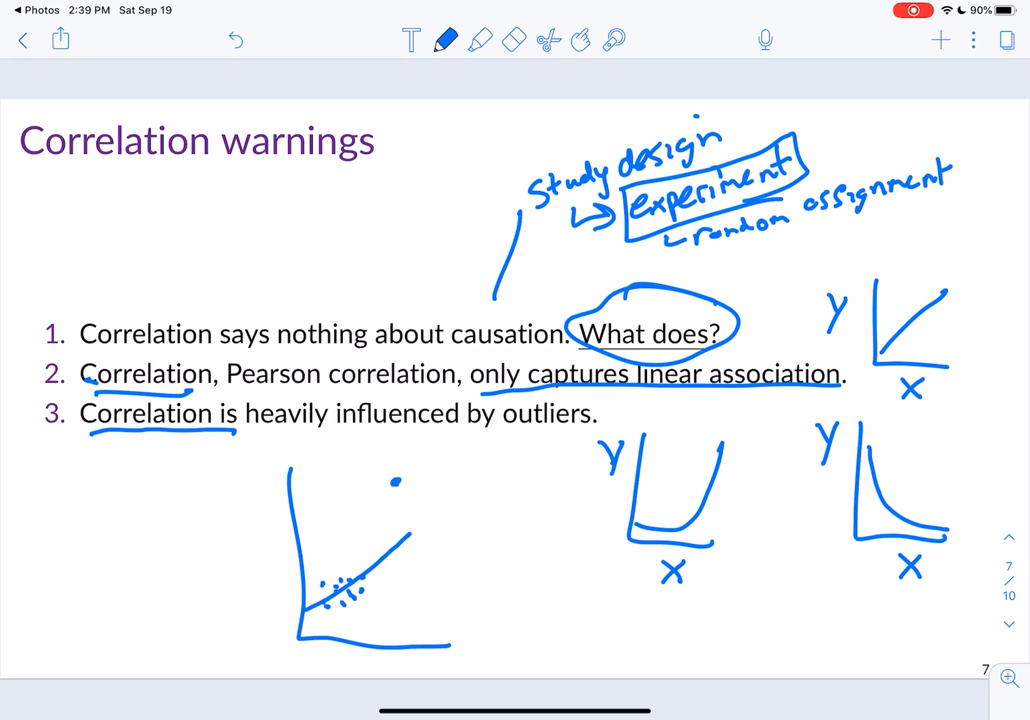 Photos 2:39 PM Sat Sep 19 90%
T
Correlation warnings
Study design
experiment
random assignment
1. Correlation says nothing about causation. What does?
2. Correlation, Pearson correlation, only captures linear association.
3. Correlation is heavily influenced by outliers.
y
x
y
x
y
x
7
/
10
7